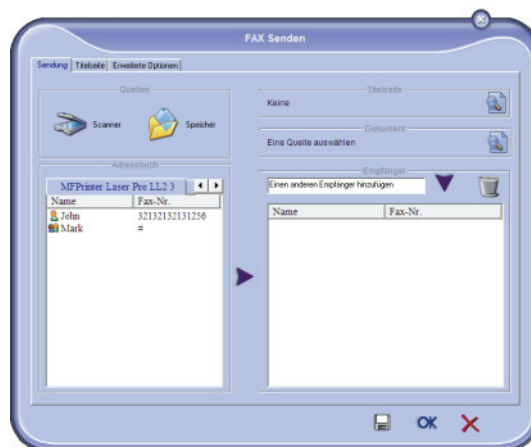 FAX Senden
Sendung Titelseite Erweiterte Optionen
Quellen
Scanner Speicher
Titelseite
Keine
Dokument
Eine Quelle auswählen
Adressbuch
MFPrinter Laser Pro LL2 3
Name Fax-Nr.
John 32132132131256
Mark #
Empfänger
Einen anderen Empfänger hinzufügen
Name Fax-Nr.
OK